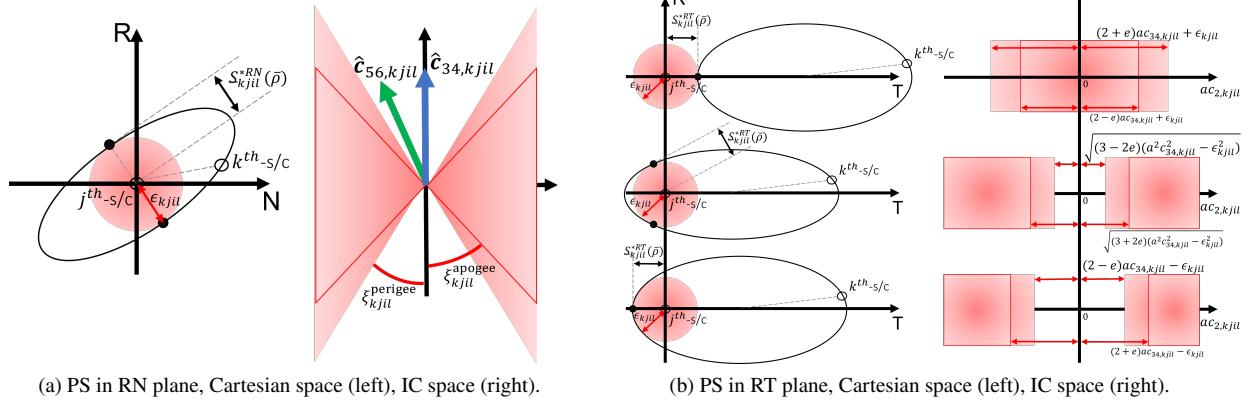 R
S*RN kjil (ρ̄)
kth-S/C
jth-S/C
ϵkjil
N
ĉ56,kjil
ĉ34,kjil
ξ̌perigee kjil
ξ̌apogee kjil
(a) PS in RN plane, Cartesian space (left), IC space (right).
R
S*RT kjil (ρ̄)
kth-S/C
ϵkjil
jth-S/C
T
S*RT kjil (ρ̄)
kth-S/C
ϵkjil
jth-S/C
T
S*RT kjil (ρ̄)
kth-S/C
ϵkjil
jth-S/C
T
(2 + e)ac34,kjil + ϵkjil
0
ac2,kjil
(2 − e)ac34,kjil + ϵkjil
√(3 − 2e)(a²c²34,kjil − ϵ²kjil)
0
ac2,kjil
√(3 + 2e)(a²c²34,kjil − ϵ²kjil)
(2 − e)ac34,kjil − ϵkjil
0
ac2,kjil
(2 + e)ac34,kjil − ϵkjil
(b) PS in RT plane, Cartesian space (left), IC space (right).